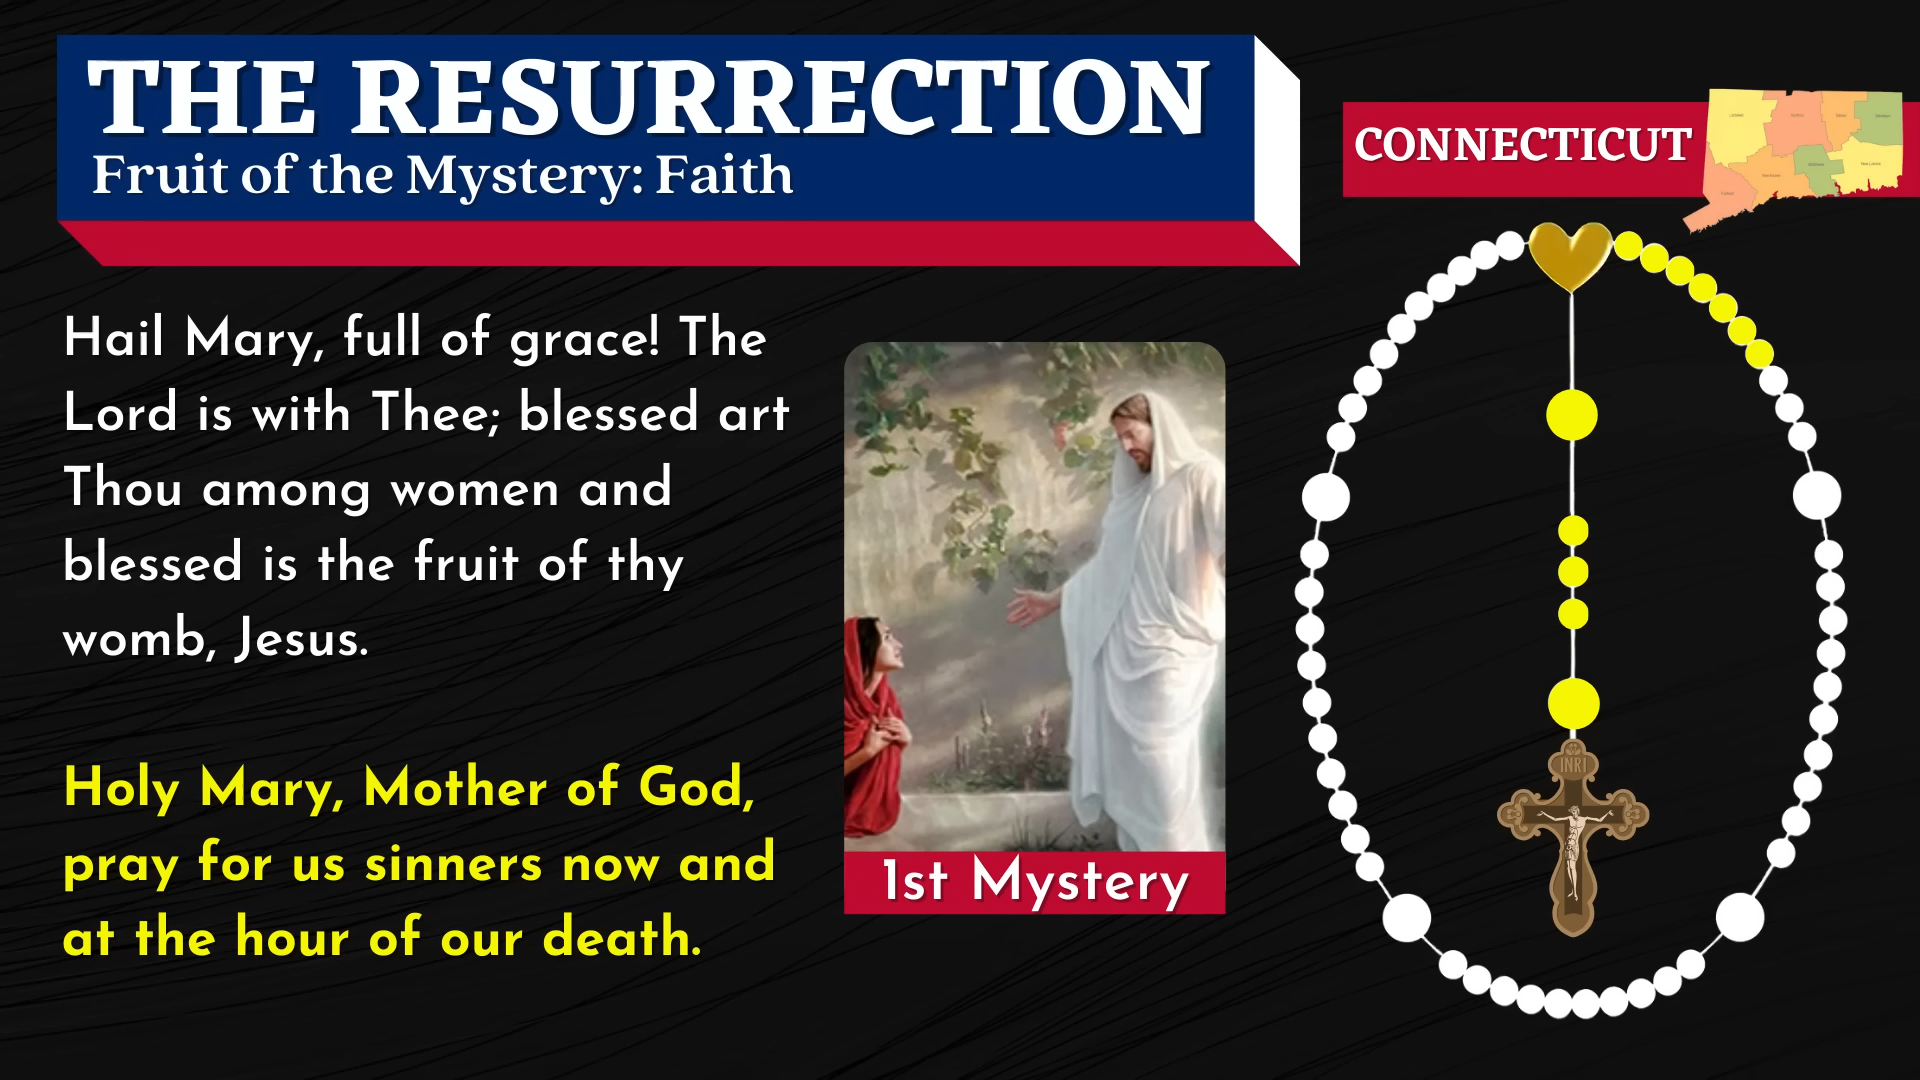 THE RESURRECTION
Fruit of the Mystery: Faith
CONNECTICUT
Hail Mary, full of grace! The
Lord is with Thee; blessed art
Thou among women and
blessed is the fruit of thy
womb, Jesus.
Holy Mary, Mother of God,
pray for us sinners now and
at the hour of our death.
1st Mystery
INRI